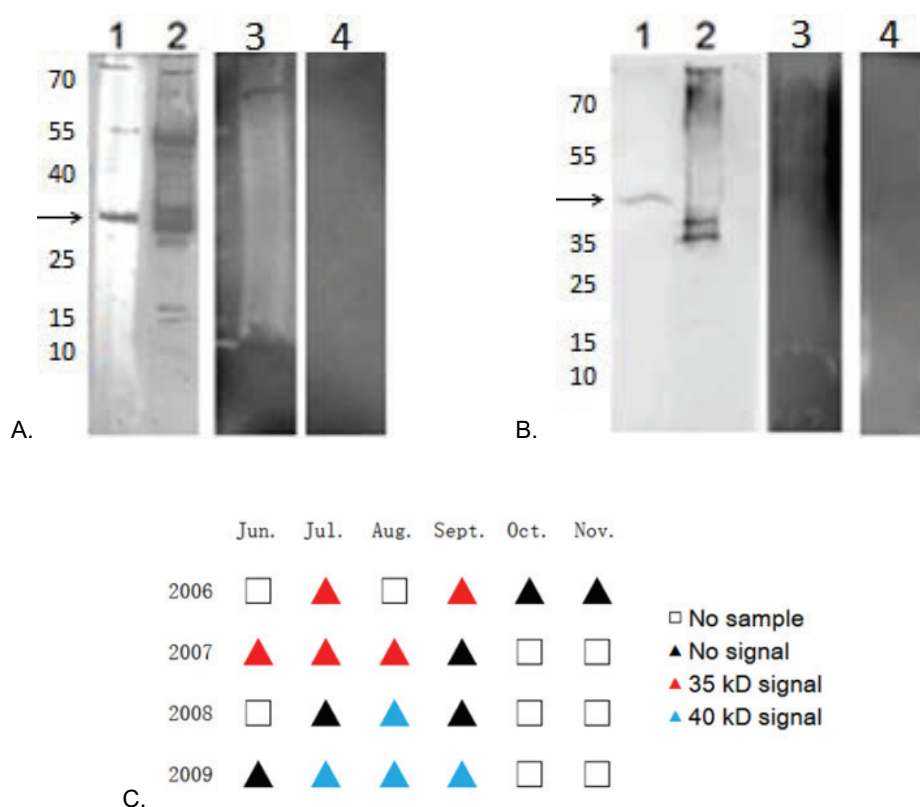 1 2 3 4
70
55
40
25
15
10
A.
1 2 3 4
70
55
35
25
15
10
B.
Jun. Jul. Aug. Sept. Oct. Nov.
2006
2007
2008
2009
No sample
No signal
35 kD signal
40 kD signal
C.